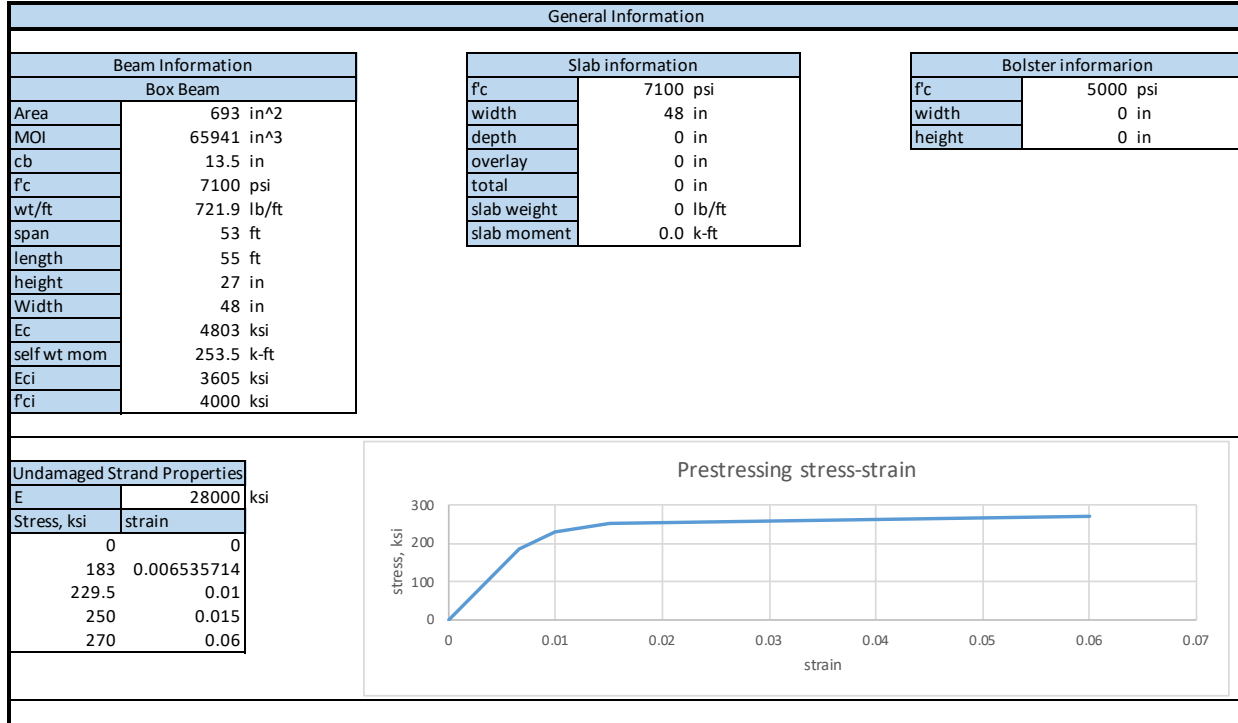 General Information
Beam Information
Box Beam
Area 693 in^2
MOI 65941 in^3
cb 13.5 in
f'c 7100 psi
wt/ft 721.9 lb/ft
span 53 ft
length 55 ft
height 27 in
Width 48 in
Ec 4803 ksi
self wt mom 253.5 k-ft
Eci 3605 ksi
f'ci 4000 ksi
Slab information
f'c 7100 psi
width 48 in
depth 0 in
overlay 0 in
total 0 in
slab weight 0 lb/ft
slab moment 0.0 k-ft
Bolster informarion
f'c 5000 psi
width 0 in
height 0 in
Undamaged Strand Properties
E 28000 ksi
Stress, ksi strain
0 0
183 0.006535714
229.5 0.01
250 0.015
270 0.06
Prestressing stress-strain
stress, ksi
300
200
100
0
0 0.01 0.02 0.03 0.04 0.05 0.06 0.07
strain